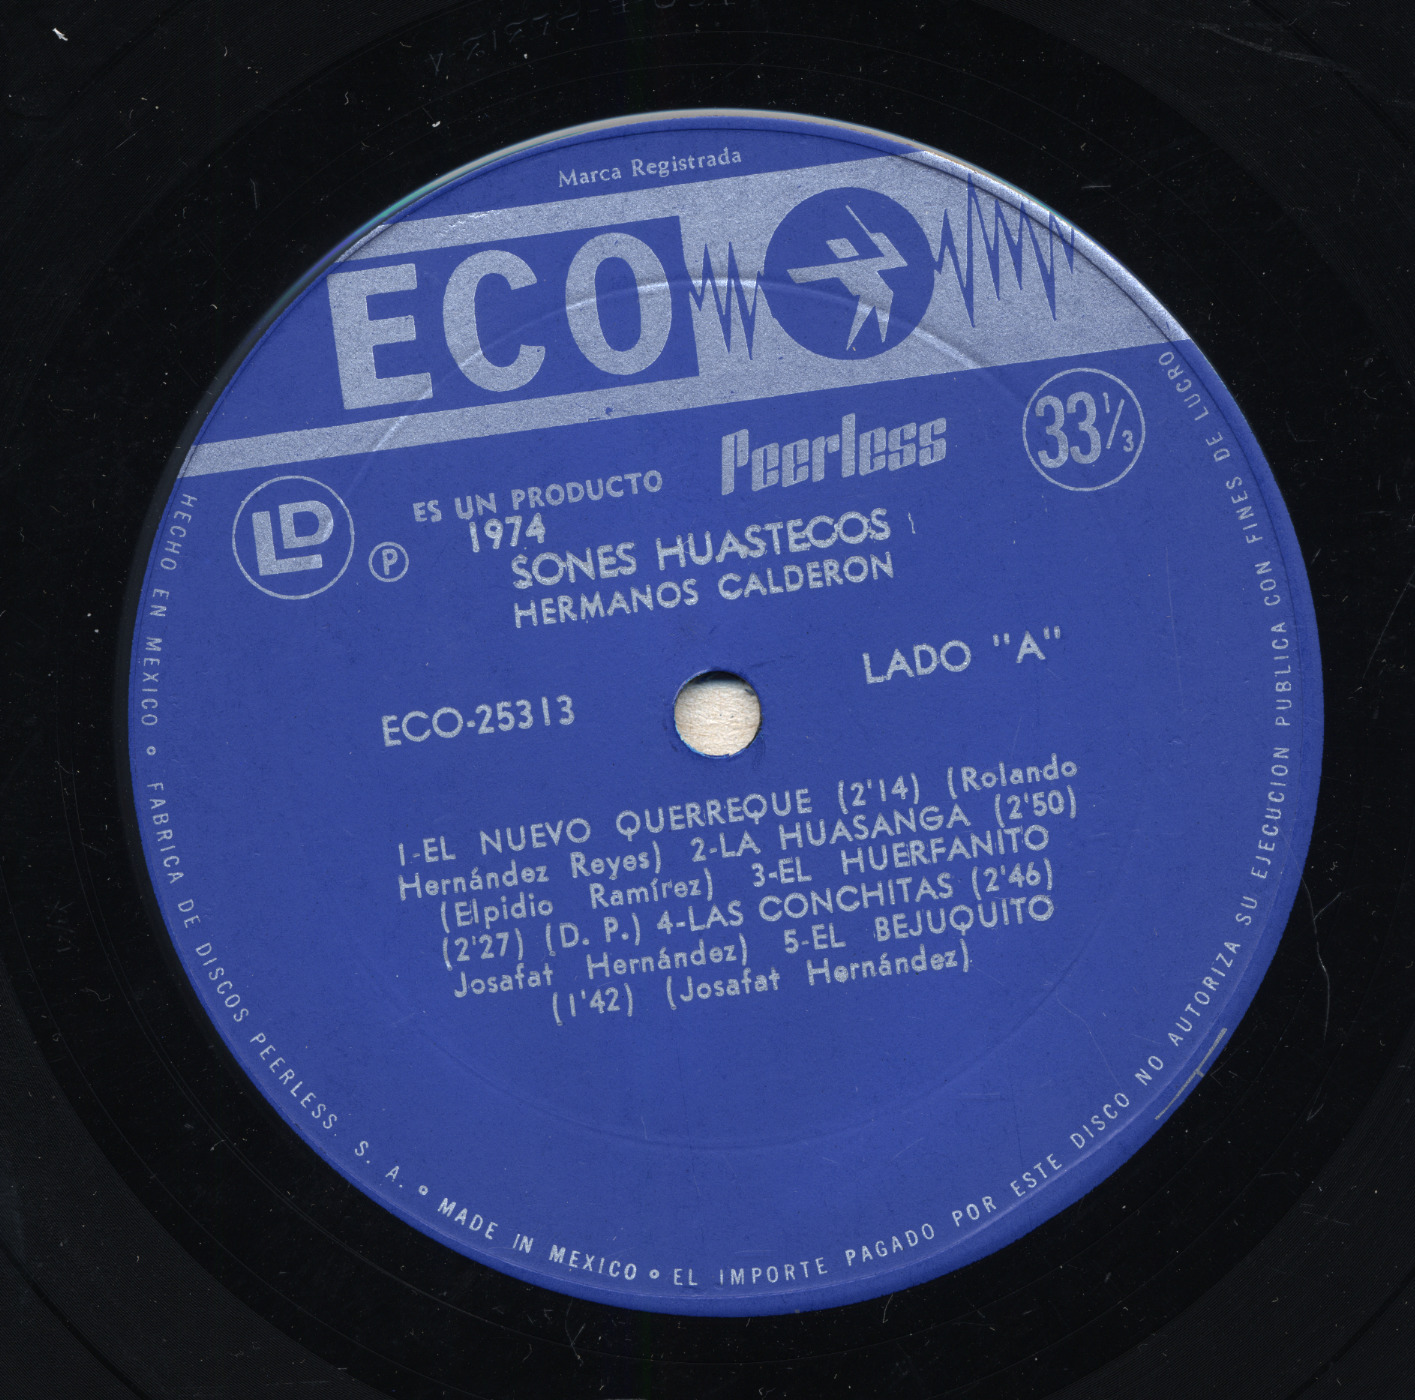 Marca Registrada
ECO
LD
ES UN PRODUCTO Peerless
33 1/3
℗ 1974
SONES HUASTECOS
HERMANOS CALDERON
LADO "A"
ECO-25313
1-EL NUEVO QUERREQUE (2'14) (Rolando
Hernández Reyes) 2-LA HUASANGA (2'50)
(Elpidio Ramírez) 3-EL HUERFANITO
(2'27) (D. P.) 4-LAS CONCHITAS (2'46)
Josafat Hernández) 5-EL BEJUQUITO
(1'42) (Josafat Hernández)
HECHO EN MEXICO • FABRICA DE DISCOS PEERLESS. S. A. • MADE IN MEXICO • EL IMPORTE PAGADO POR ESTE DISCO NO AUTORIZA SU EJECUCION PUBLICA CON FINES DE LUCRO